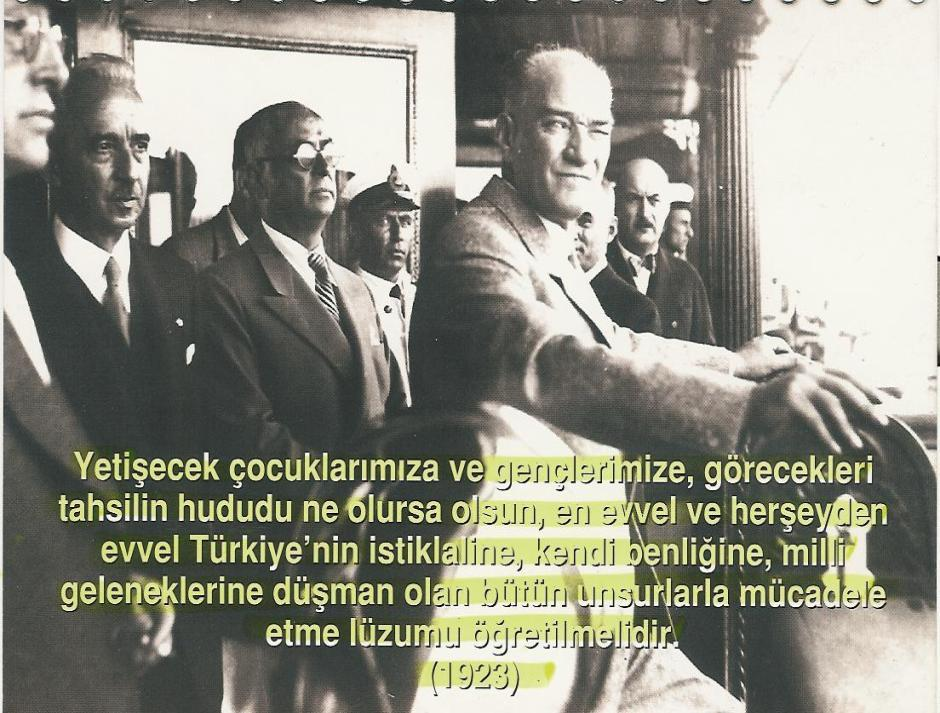 Yetişecek çocuklarımıza ve gençlerimize, görecekleri
tahsilin hududu ne olursa olsun, en evvel ve herşeyden
evvel Türkiye'nin istiklaline, kendi benliğine, milli
geleneklerine düşman olan bütün unsurlarla mücadele
etme lüzumu öğretilmelidir.
(1923)